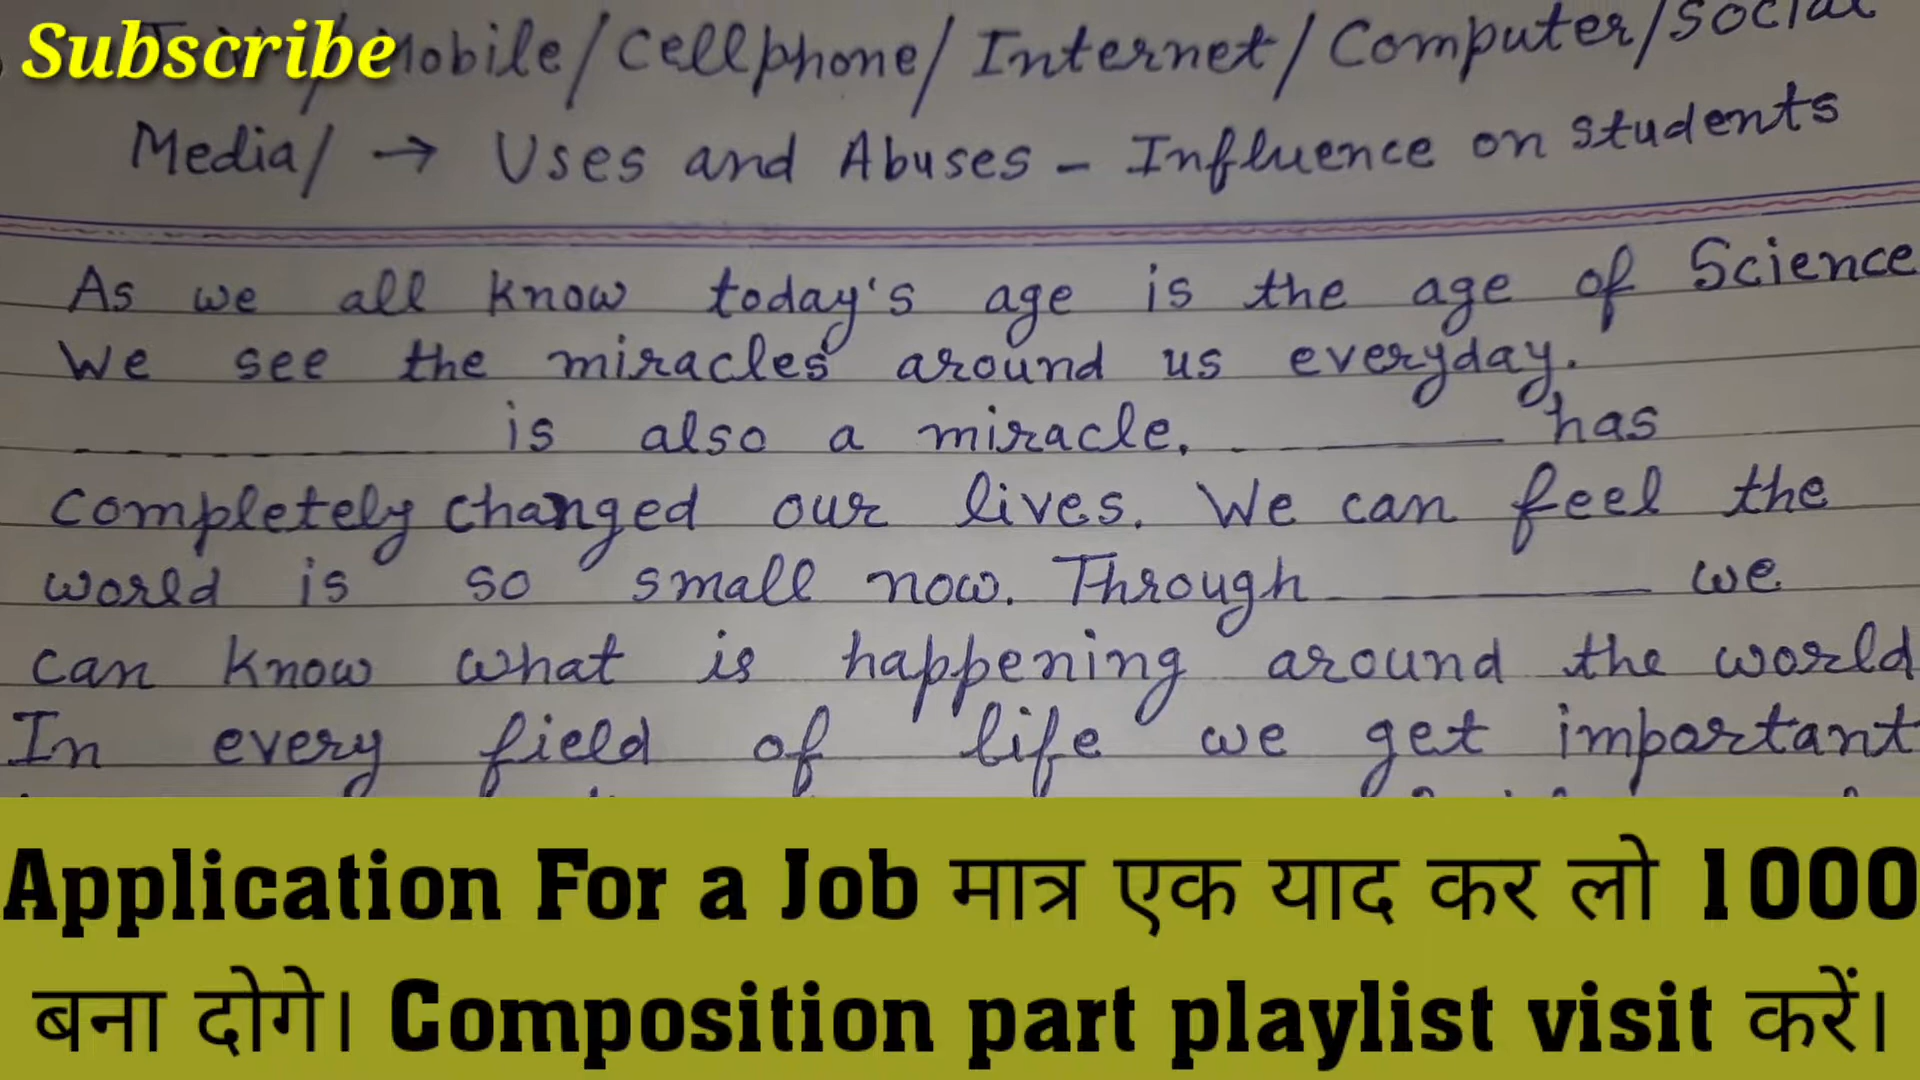 Subscribe
Mobile/Cellphone/Internet/Computer/Social
Media/ → Uses and Abuses - Influence on students
As we all know today's age is the age of Science
We see the miracles around us everyday.
is also a miracle. has
completely changed our lives. We can feel the
world is so small now. Through we
can know what is happening around the world
In every field of life we get important
Application For a Job मात्र एक याद कर लो 1000
बना दोगे। Composition part playlist visit करें।